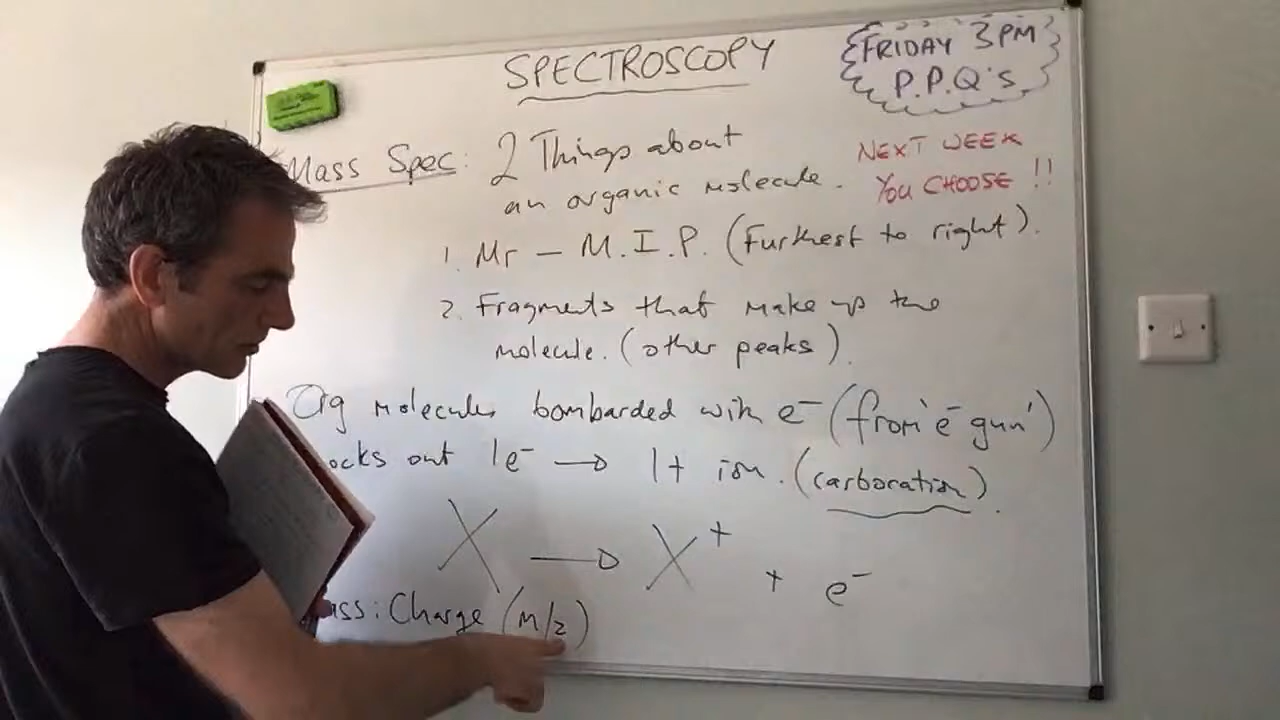 SPECTROSCOPY
FRIDAY 3PM
P.P.Q's
Mass Spec: 2 Things about
an organic molecule.
NEXT WEEK
YOU CHOOSE !!
1. Mr — M.I.P. (Furthest to right).
2. Fragments that make up the
molecule. (other peaks).
Org molecules bombarded with e⁻ (from 'e⁻ gun')
ocks out 1e⁻ → 1+ ion. (carbocation).
X → X⁺ + e⁻
ass: Charge (M/z)